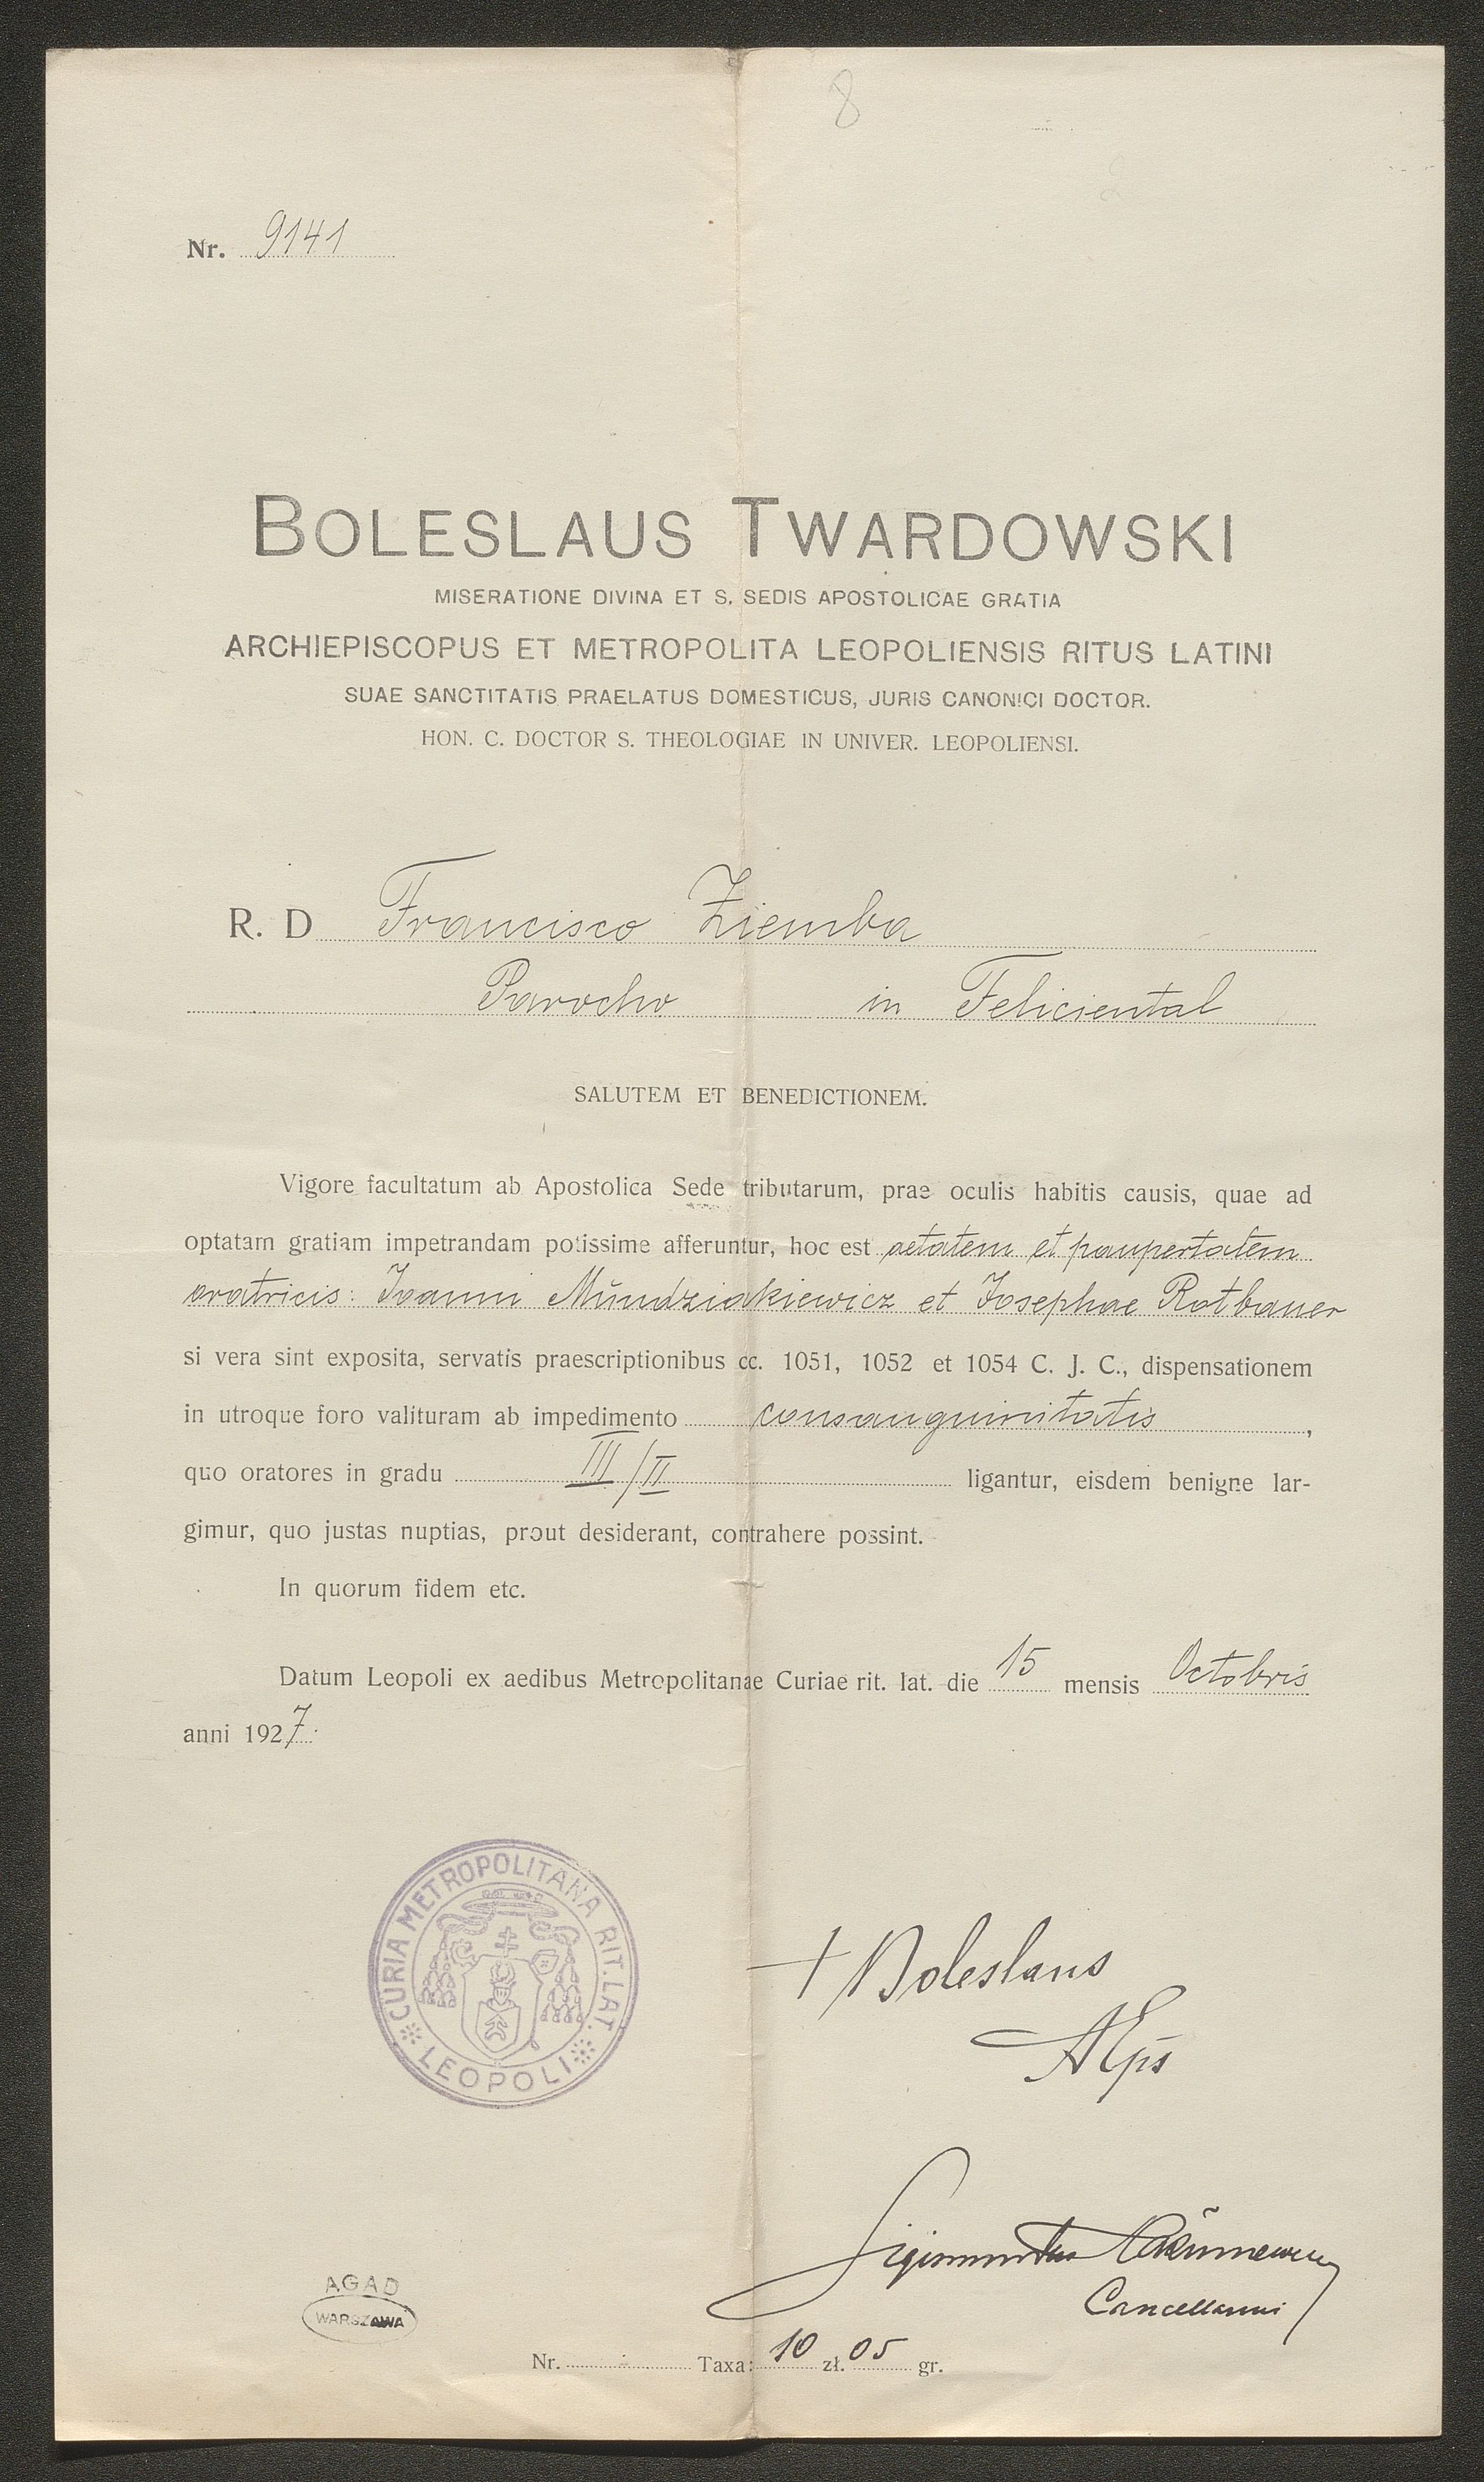 8
Nr. 9141
BOLESLAUS TWARDOWSKI
MISERATIONE DIVINA ET S. SEDIS APOSTOLICAE GRATIA
ARCHIEPISCOPUS ET METROPOLITA LEOPOLIENSIS RITUS LATINI
SUAE SANCTITATIS PRAELATUS DOMESTICUS, JURIS CANONICI DOCTOR.
HON. C. DOCTOR S. THEOLOGIAE IN UNIVER. LEOPOLIENSI.
R. D. Francisco Ziemba
Parocho in Feliciental
SALUTEM ET BENEDICTIONEM.
Vigore facultatum ab Apostolica Sede tributarum, prae oculis habitis causis, quae ad
optatam gratiam impetrandam potissime afferuntur, hoc est aetatem et paupertatem
oratricis: Ioanni Mŭndziakiewicz et Josephae Rotbauer
si vera sint exposita, servatis praescriptionibus cc. 1051, 1052 et 1054 C. J. C., dispensationem
in utroque foro valituram ab impedimento consanguinitatis,
quo oratores in gradu III/II ligantur, eisdem benigne lar-
gimur, quo justas nuptias, prout desiderant, contrahere possint.
In quorum fidem etc.
Datum Leopoli ex aedibus Metropolitanae Curiae rit. lat. die 15 mensis Octobris
anni 1927.
CURIA METROPOLITANA RIT. LAT. LEOPOLI
+ Boleslaus
AEps
Sigismundus
Cancellarius
AGAD
WARSZAWA
Nr. Taxa: 10 zł. 05 gr.